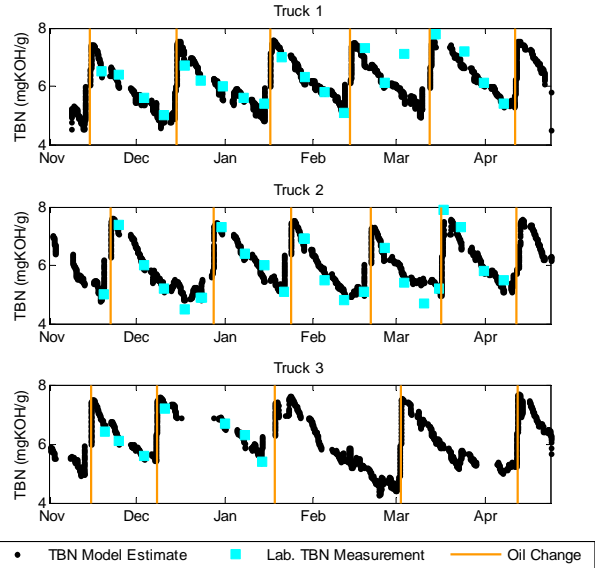 Truck 1
TBN (mgKOH/g)
8
6
4
Nov Dec Jan Feb Mar Apr
Truck 2
TBN (mgKOH/g)
8
6
4
Nov Dec Jan Feb Mar Apr
Truck 3
TBN (mgKOH/g)
8
6
4
Nov Dec Jan Feb Mar Apr
TBN Model Estimate Lab. TBN Measurement Oil Change